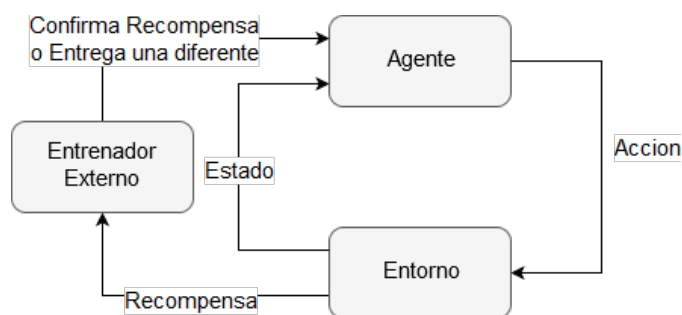 Confirma Recompensa
o Entrega una diferente
Agente
Entrenador
Externo
Estado
Accion
Entorno
Recompensa